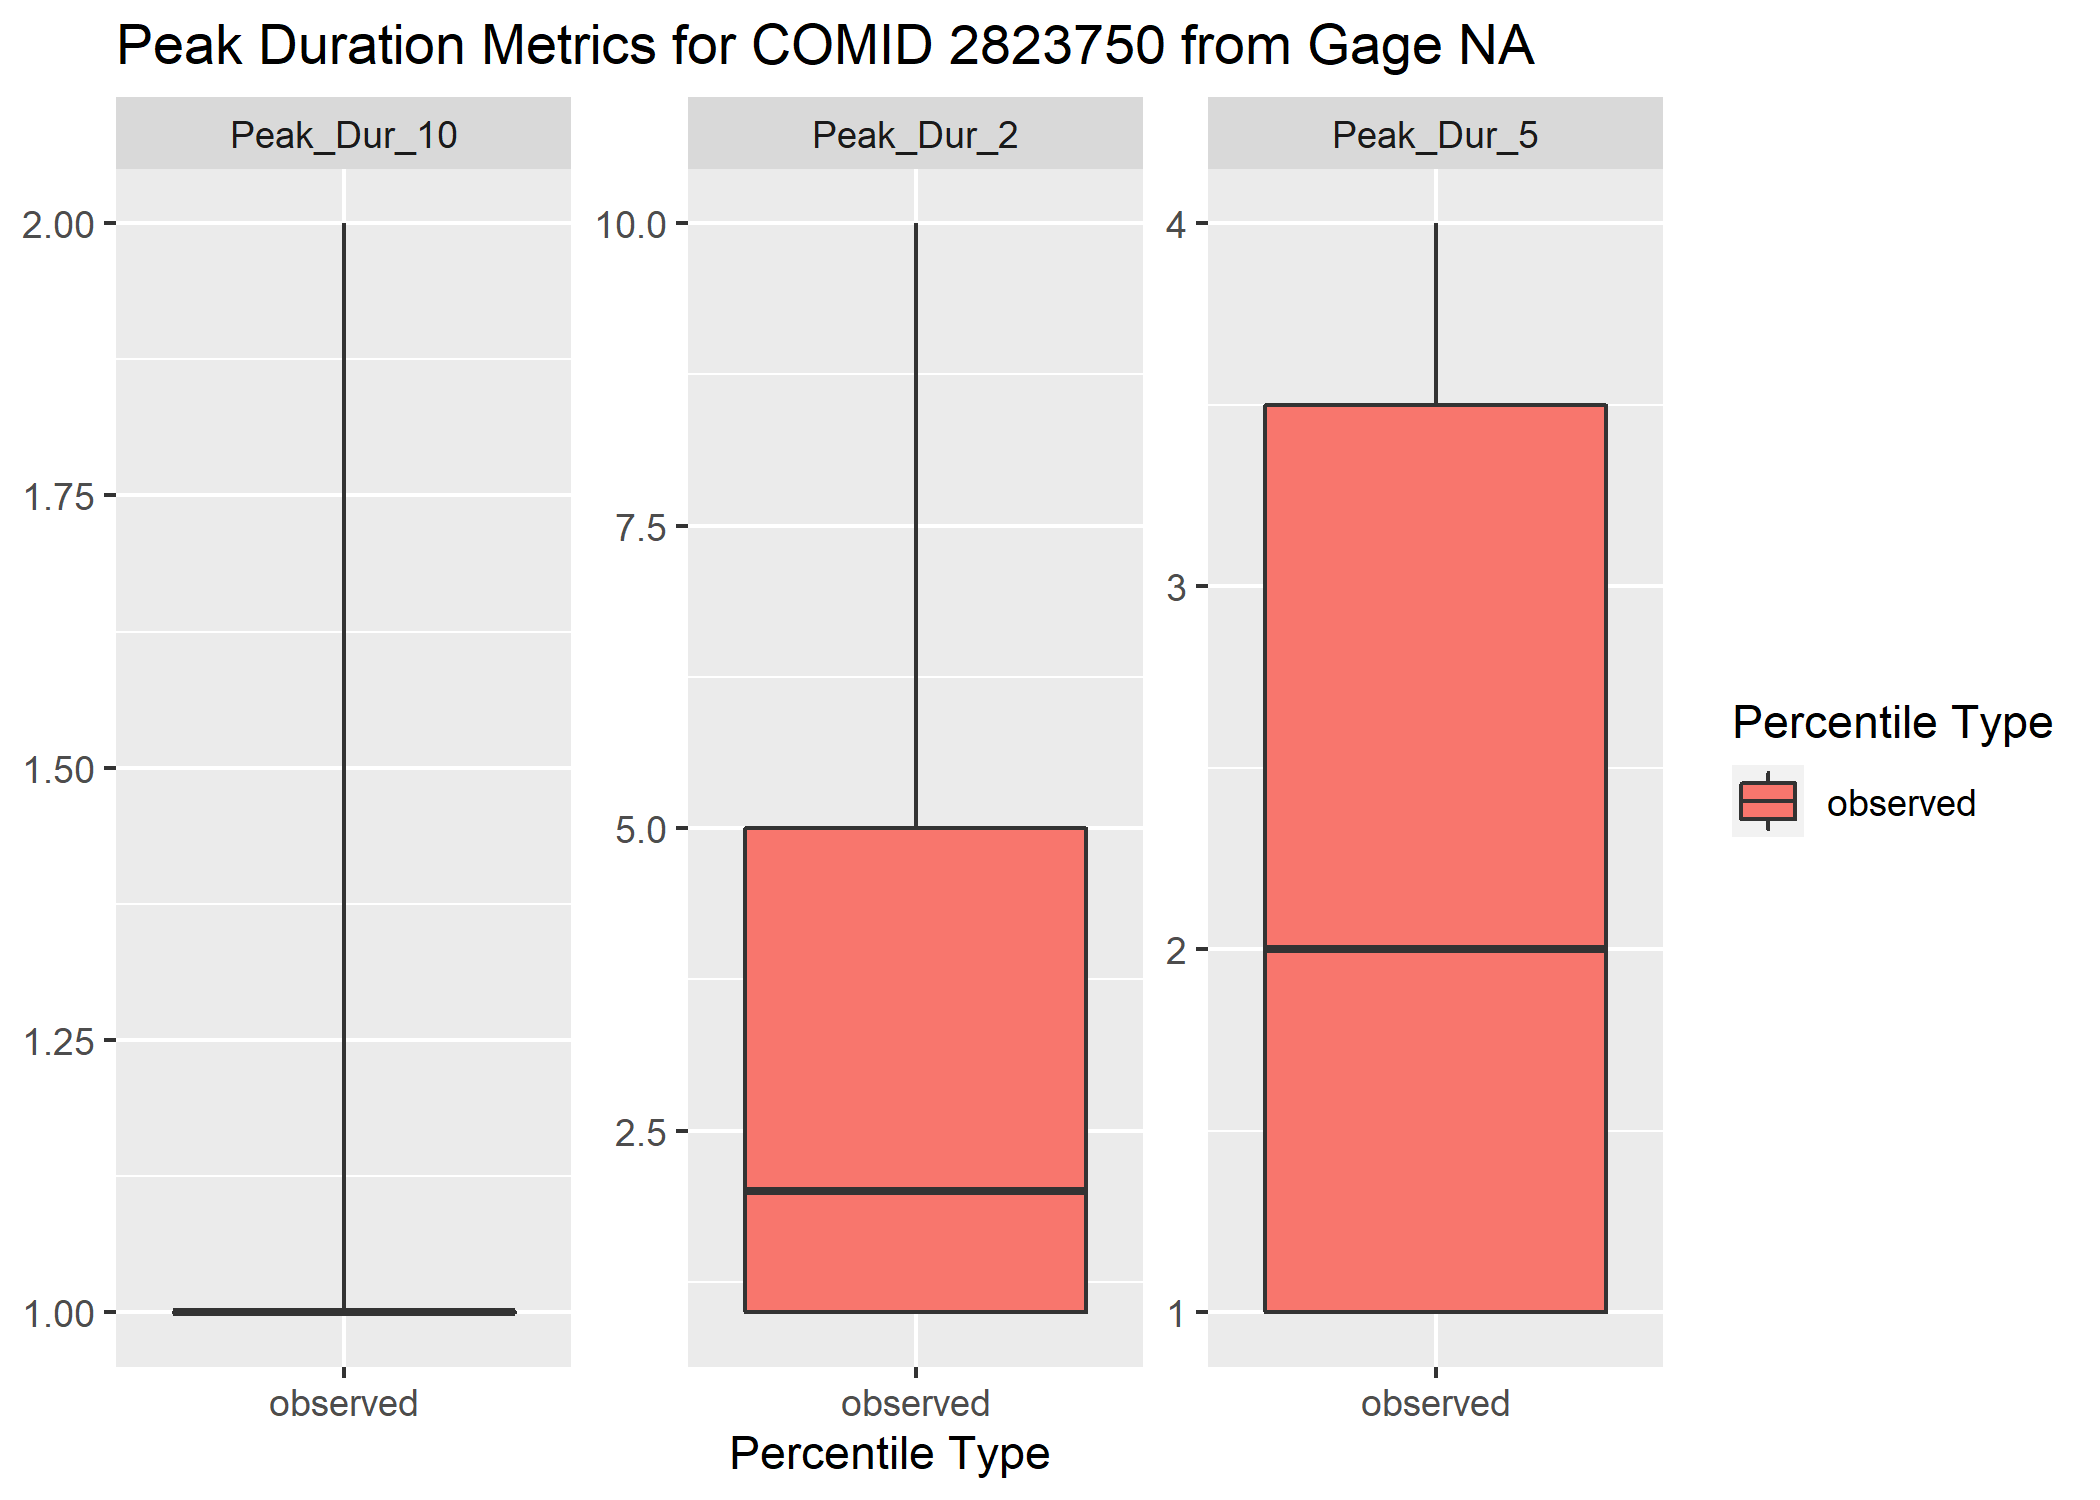 Peak Duration Metrics for COMID 2823750 from Gage NA
Peak_Dur_10
Peak_Dur_2
Peak_Dur_5
2.00
1.75
1.50
1.25
1.00
10.0
7.5
5.0
2.5
4
3
2
1
observed
observed
observed
Percentile Type
Percentile Type
observed